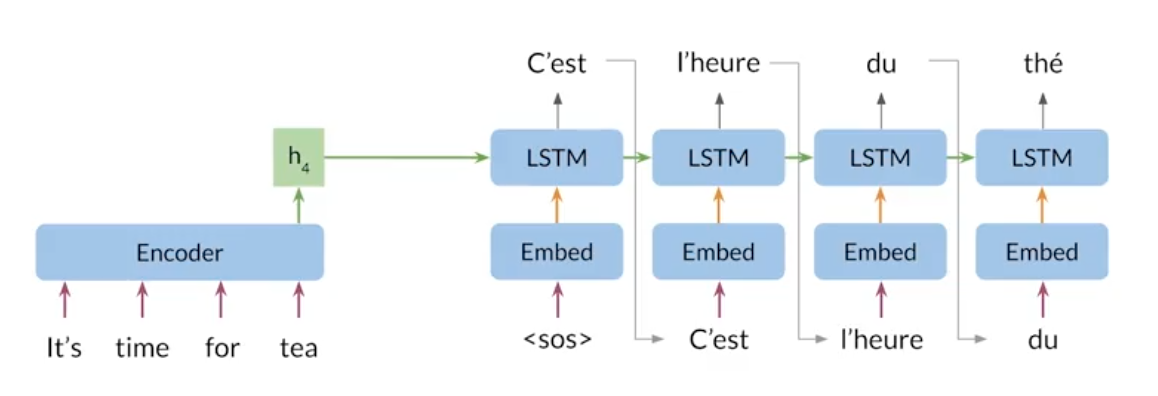 C'est l'heure du thé
h4 LSTM LSTM LSTM LSTM
Encoder Embed Embed Embed Embed
It's time for tea <sos> C'est l'heure du